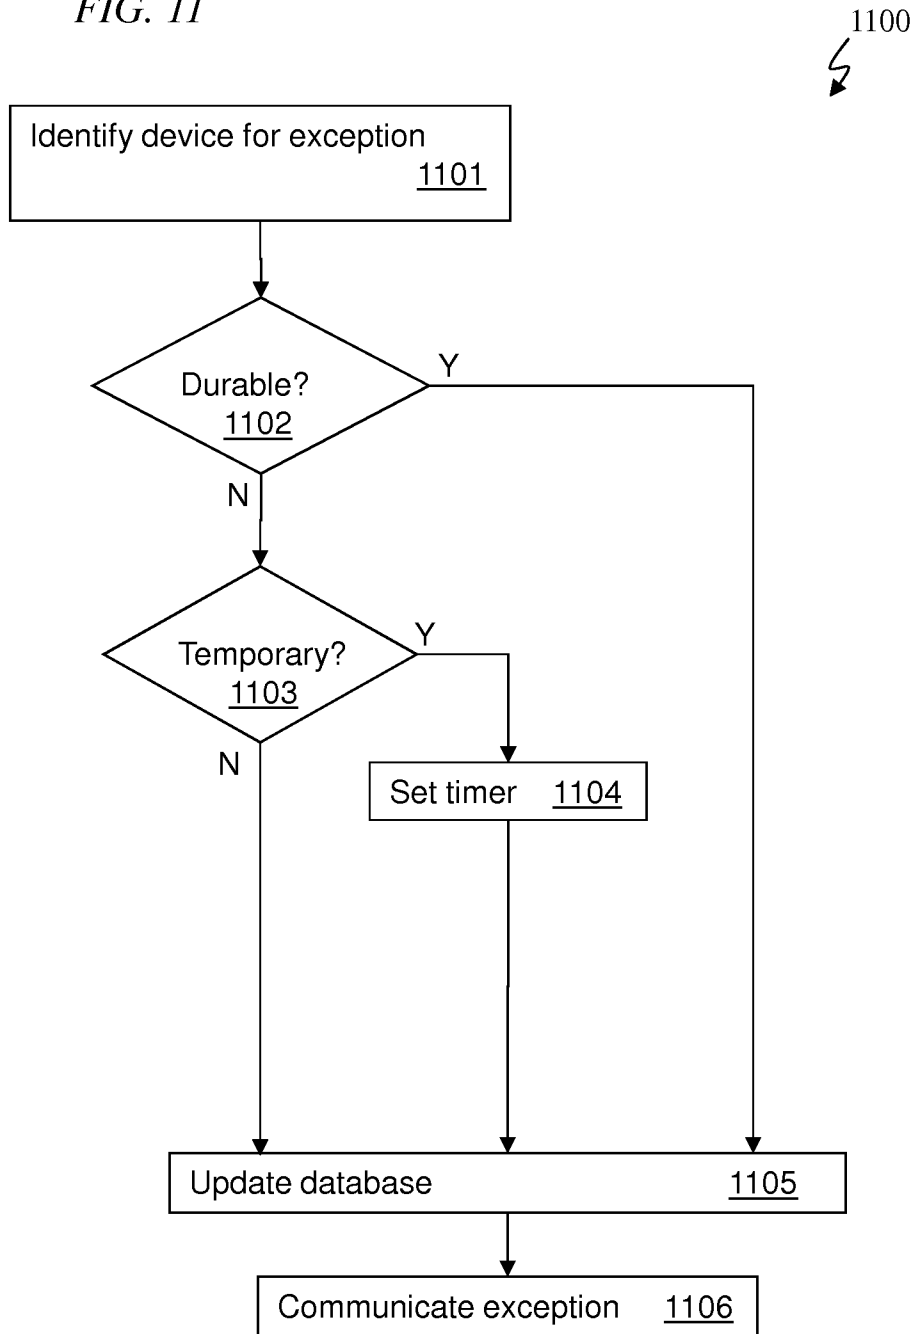 FIG. 11
1100
Identify device for exception
1101
Durable?
1102
Y
N
Temporary?
1103
Y
N
Set timer 1104
Update database 1105
Communicate exception 1106